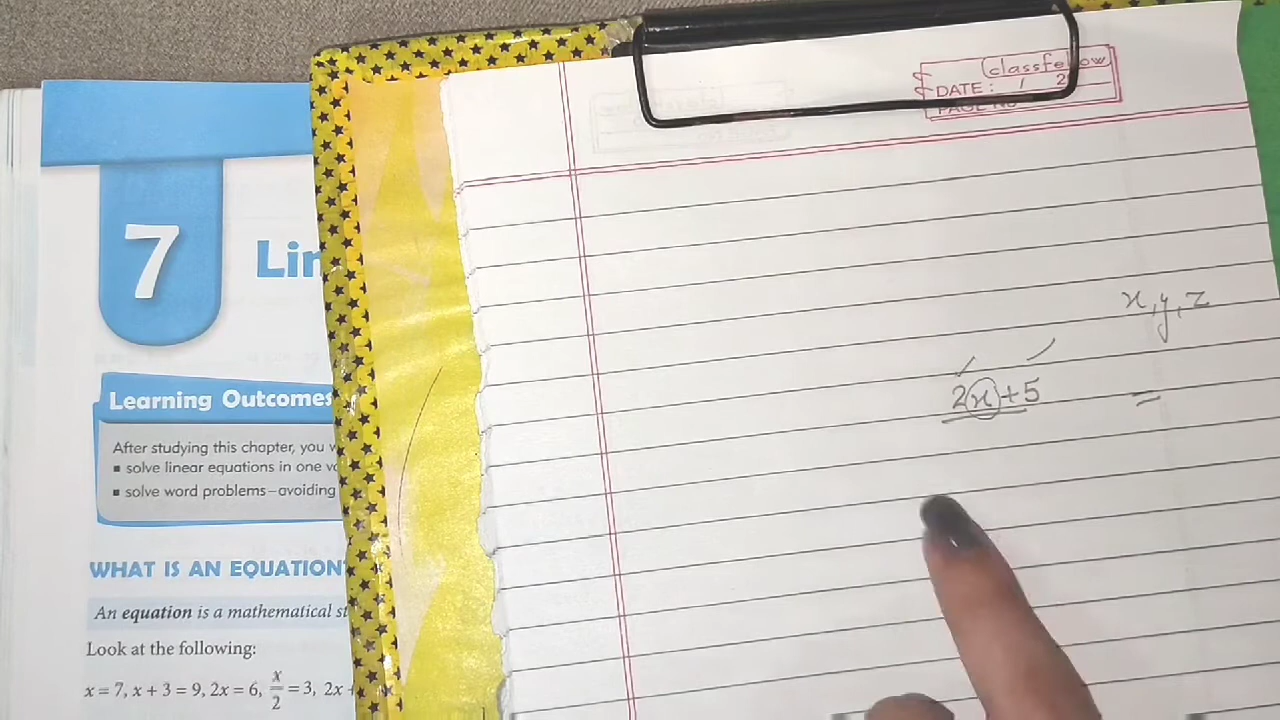 7
Lin
Learning Outcomes
After studying this chapter, you
▪ solve linear equations in one
▪ solve word problems–avoiding
WHAT IS AN EQUATION
An equation is a mathematical
Look at the following:
x = 7, x + 3 = 9, 2x = 6, x/2 = 3, 2x
classfellow
DATE : / 2
PAGE NO
x, y, z
2x+5 =